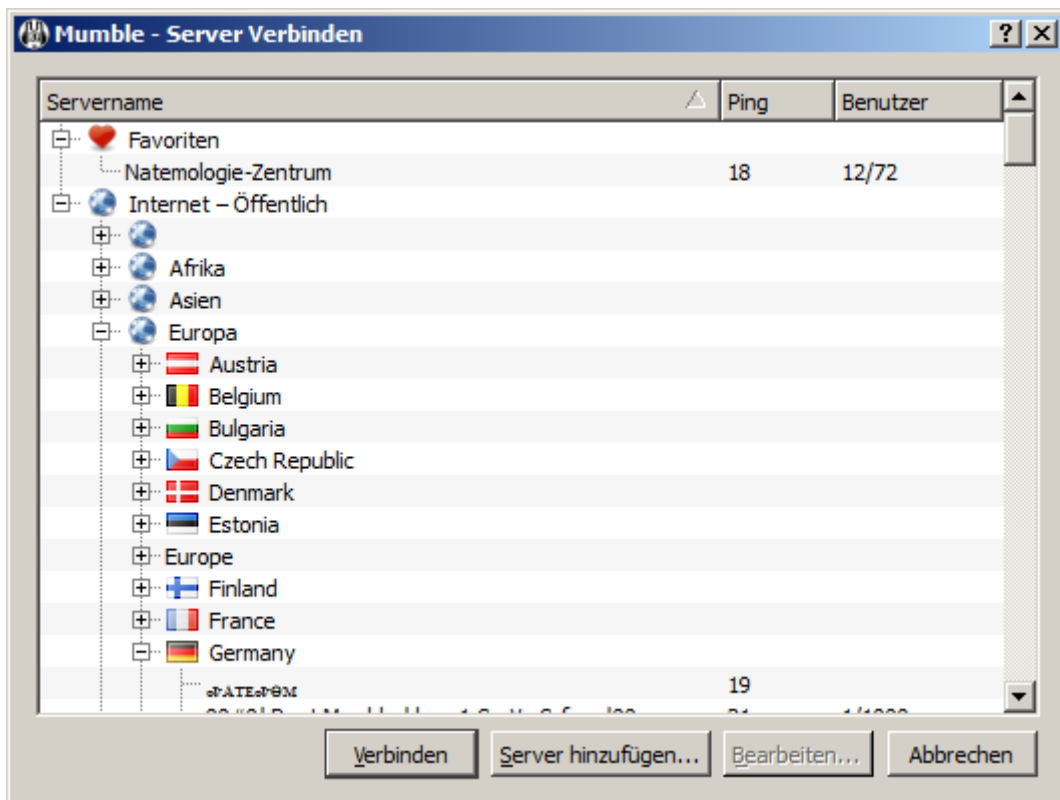 Mumble - Server Verbinden
Servername Ping Benutzer
Favoriten
Natemologie-Zentrum 18 12/72
Internet – Öffentlich
Afrika
Asien
Europa
Austria
Belgium
Bulgaria
Czech Republic
Denmark
Estonia
Europe
Finland
France
Germany
19
Verbinden Server hinzufügen... Bearbeiten... Abbrechen